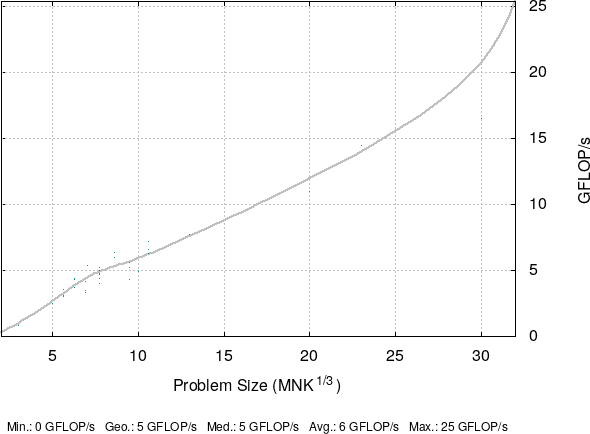 25
20
15
10
5
0
GFLOP/s
5 10 15 20 25 30
Problem Size (MNK^1/3)
Min.: 0 GFLOP/s Geo.: 5 GFLOP/s Med.: 5 GFLOP/s Avg.: 6 GFLOP/s Max.: 25 GFLOP/s